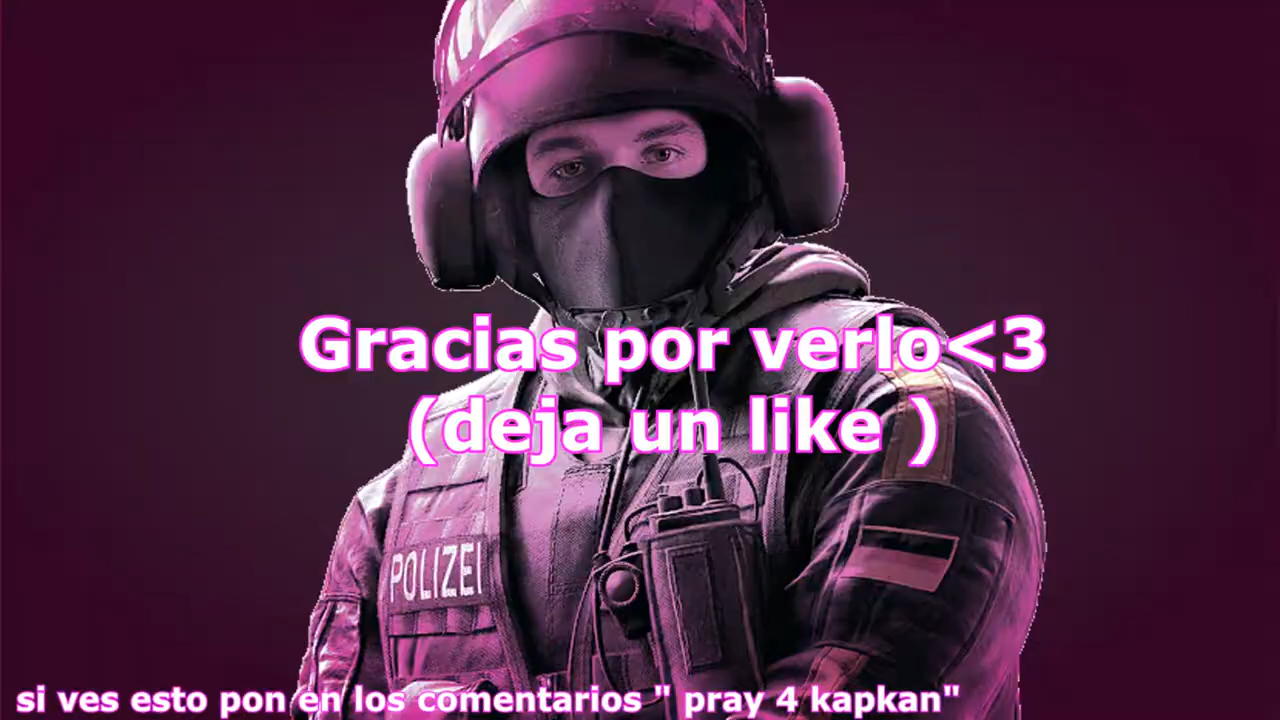 Gracias por verlo<3
(deja un like )
POLIZEI
si ves esto pon en los comentarios " pray 4 kapkan"